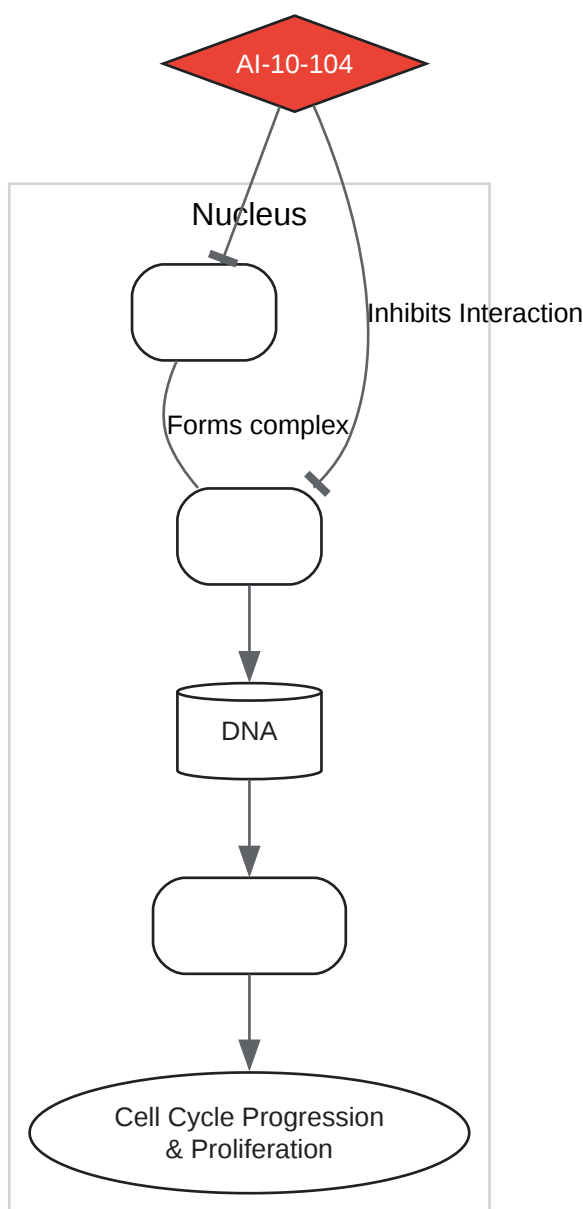 AI-10-104
Nucleus
Inhibits Interaction
Forms complex
DNA
Cell Cycle Progression
& Proliferation